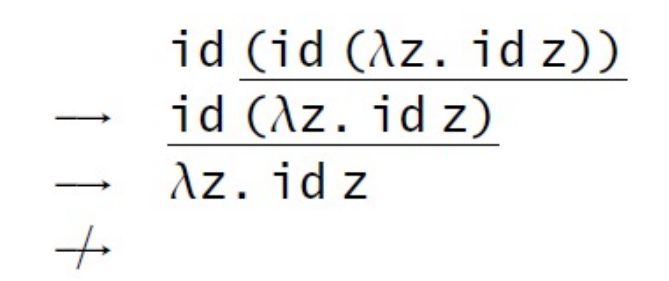 id (id (λz. id z))
→ id (λz. id z)
→ λz. id z
↛